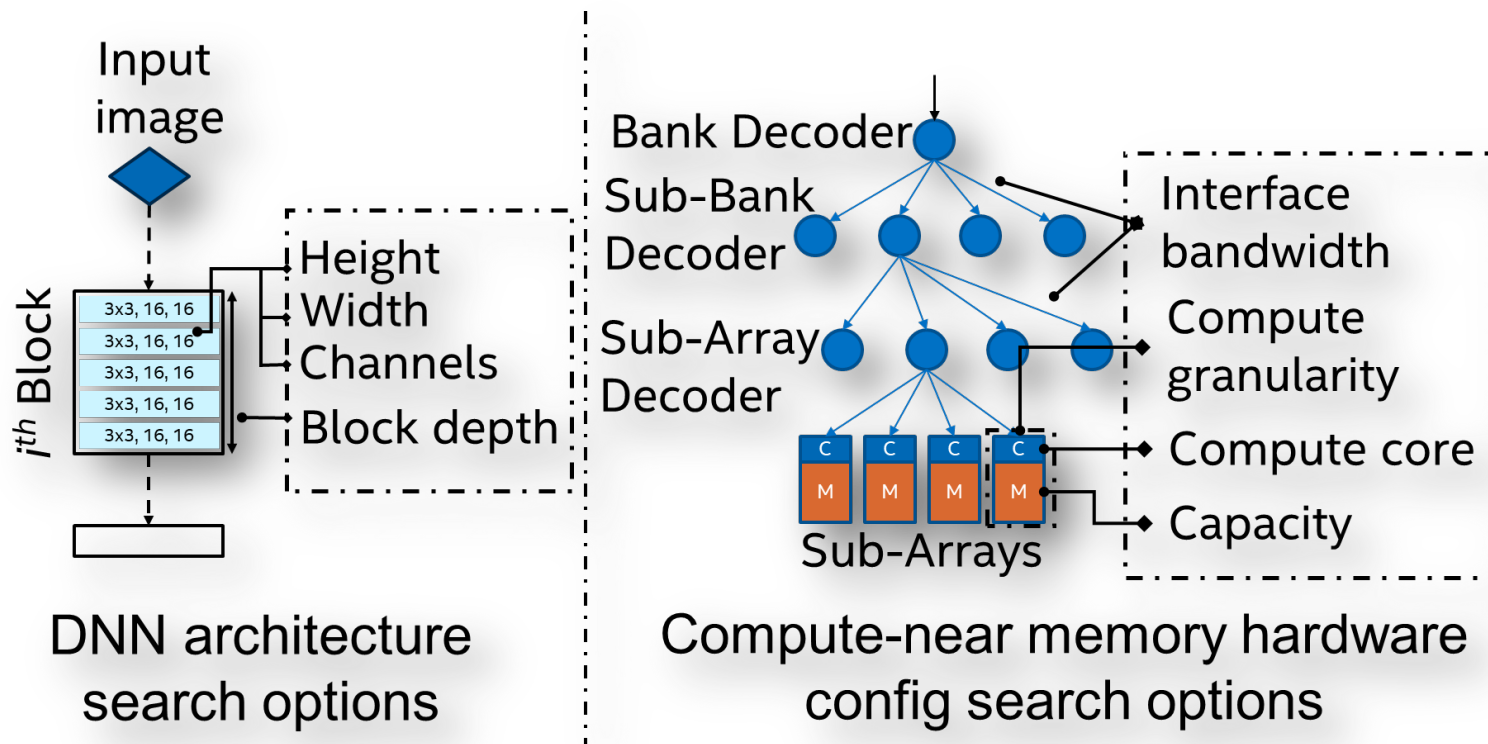 Input
image
i^th Block
3x3, 16, 16
3x3, 16, 16
3x3, 16, 16
3x3, 16, 16
3x3, 16, 16
Height
Width
Channels
Block depth
DNN architecture
search options
Bank Decoder
Sub-Bank
Decoder
Sub-Array
Decoder
C
C
C
C
M
M
M
M
Sub-Arrays
Interface
bandwidth
Compute
granularity
Compute core
Capacity
Compute-near memory hardware
config search options